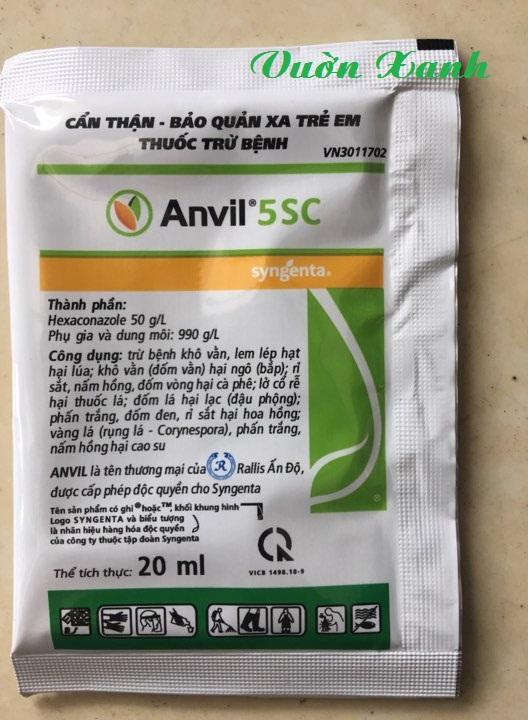 Vườn Xanh
CẨN THẬN - BẢO QUẢN XA TRẺ EM
THUỐC TRỪ BỆNH
VN3011702
Anvil® 5SC
syngenta®
Thành phần:
Hexaconazole 50 g/L
Phụ gia và dung môi: 990 g/L
Công dụng: trừ bệnh khô vằn, lem lép hạt
hại lúa; khô vằn (đốm vằn) hại ngô (bắp); rỉ
sắt, nấm hồng, đốm vòng hại cà phê; lở cổ rễ
hại thuốc lá; đốm lá hại lạc (đậu phộng);
phấn trắng, đốm đen, rỉ sắt hại hoa hồng;
vàng lá (rụng lá - Corynespora), phấn trắng,
nấm hồng hại cao su
ANVIL là tên thương mại của R Rallis Ấn Độ,
được cấp phép độc quyền cho Syngenta
Tên sản phẩm có ghi ® hoặc ™, khối khung hình
Logo SYNGENTA và biểu tượng
là nhãn hiệu hàng hóa độc quyền
của công ty thuộc tập đoàn Syngenta
Thể tích thực: 20 ml
VICB 1498.18-9